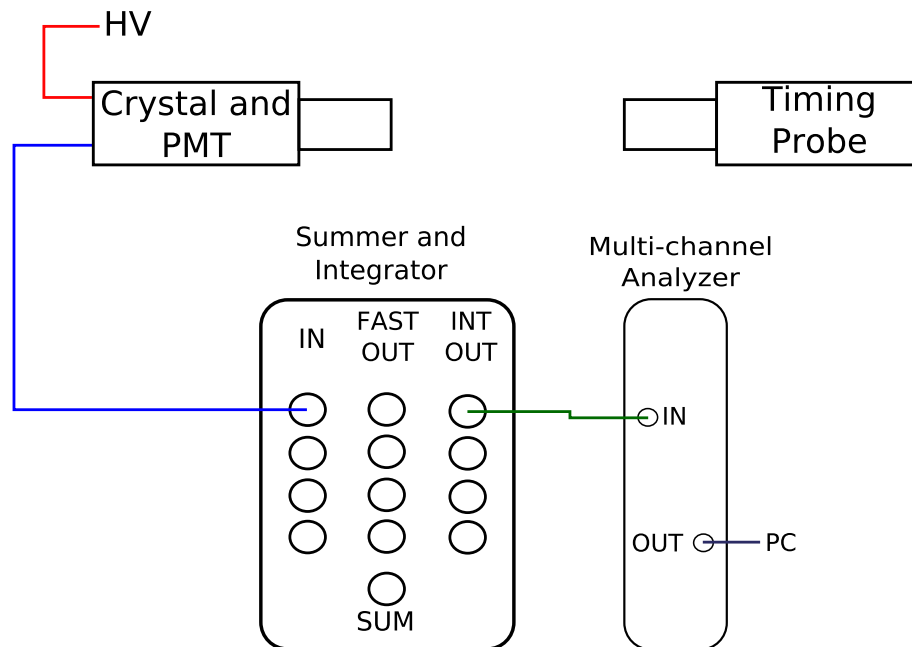 HV
Crystal and
PMT
Timing
Probe
Summer and
Integrator
Multi-channel
Analyzer
IN
FAST
OUT
INT
OUT
IN
OUT
PC
SUM